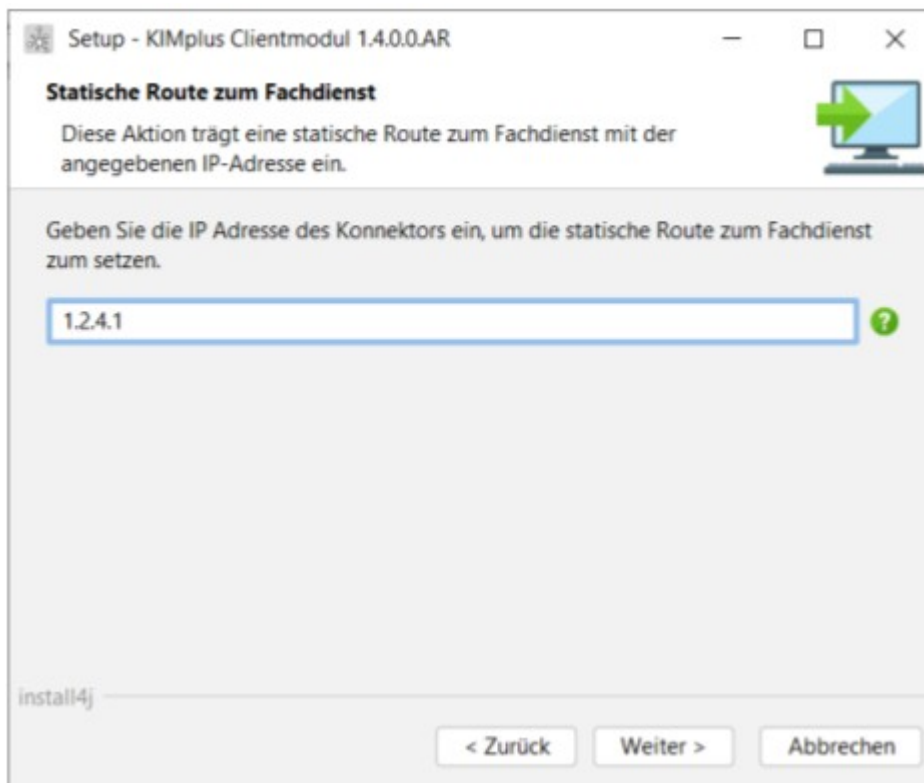 Setup - KIMplus Clientmodul 1.4.0.0.AR
Statische Route zum Fachdienst
Diese Aktion trägt eine statische Route zum Fachdienst mit der
angegebenen IP-Adresse ein.
Geben Sie die IP Adresse des Konnektors ein, um die statische Route zum Fachdienst
zum setzen.
1.2.4.1
?
install4j
< Zurück
Weiter >
Abbrechen